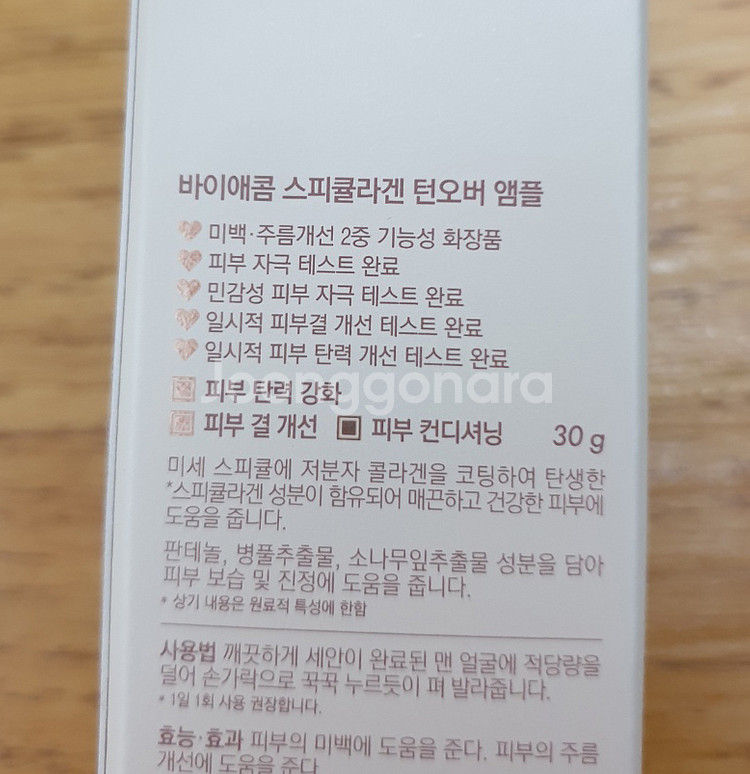 바이애콤 스피큘라겐 턴오버 앰플
미백·주름개선 2중 기능성 화장품
피부 자극 테스트 완료
민감성 피부 자극 테스트 완료
일시적 피부결 개선 테스트 완료
일시적 피부 탄력 개선 테스트 완료
Joonggonara
피부 탄력 강화
피부 결 개선 피부 컨디셔닝 30 g
미세 스피큘에 저분자 콜라겐을 코팅하여 탄생한
*스피큘라겐 성분이 함유되어 매끈하고 건강한 피부에
도움을 줍니다.
판테놀, 병풀추출물, 소나무잎추출물 성분을 담아
피부 보습 및 진정에 도움을 줍니다.
* 상기 내용은 원료적 특성에 한함
사용법 깨끗하게 세안이 완료된 맨 얼굴에 적당량을
덜어 손가락으로 꾹꾹 누르듯이 펴 발라줍니다.
* 1일 1회 사용 권장합니다.
효능·효과 피부의 미백에 도움을 준다. 피부의 주름
개선에 도움을 준다